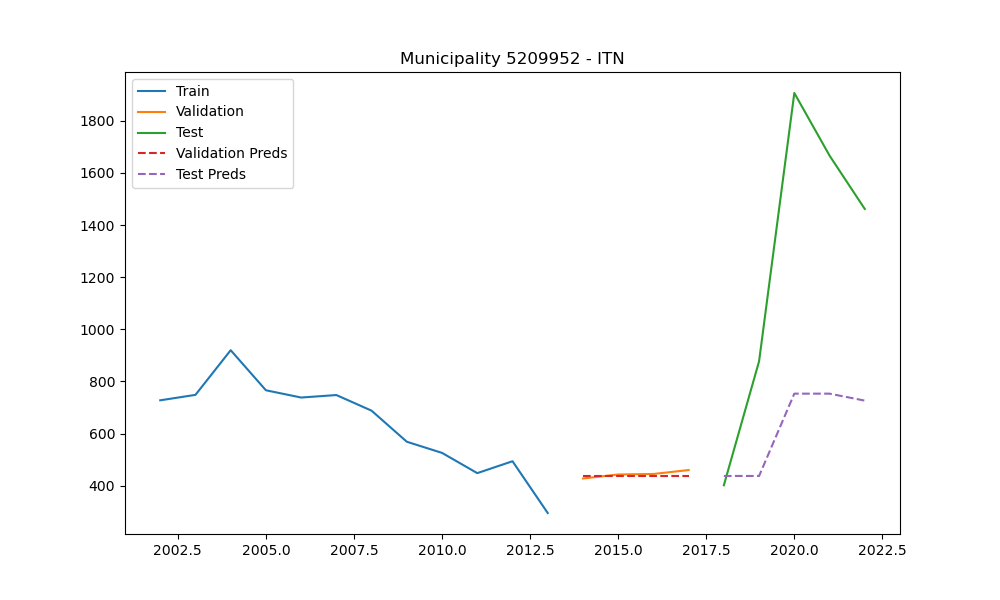 Municipality 5209952 - ITN
Train
Validation
Test
Validation Preds
Test Preds
1800
1600
1400
1200
1000
800
600
400
2002.5 2005.0 2007.5 2010.0 2012.5 2015.0 2017.5 2020.0 2022.5